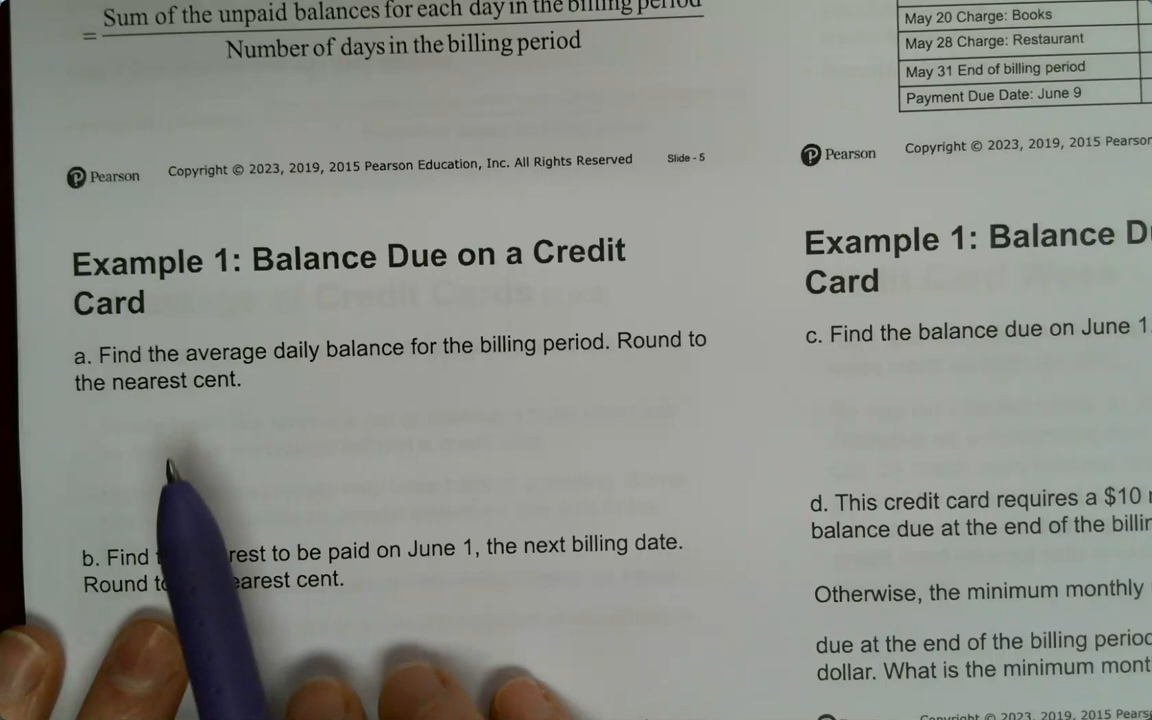 Sum of the unpaid balances for each day in the billing period
=
Number of days in the billing period
Pearson
Copyright © 2023, 2019, 2015 Pearson Education, Inc. All Rights Reserved
Slide - 5
Example 1: Balance Due on a Credit
Card
a. Find the average daily balance for the billing period. Round to
the nearest cent.
b. Find rest to be paid on June 1, the next billing date.
Round earest cent.
May 20 Charge: Books
May 28 Charge: Restaurant
May 31 End of billing period
Payment Due Date: June 9
Pearson
Copyright © 2023, 2019, 2015 Pearson
Example 1: Balance D
Card
c. Find the balance due on June 1
d. This credit card requires a $10
balance due at the end of the billin
Otherwise, the minimum monthly
due at the end of the billing period
dollar. What is the minimum mont
Copyright © 2023, 2019, 2015 Pears